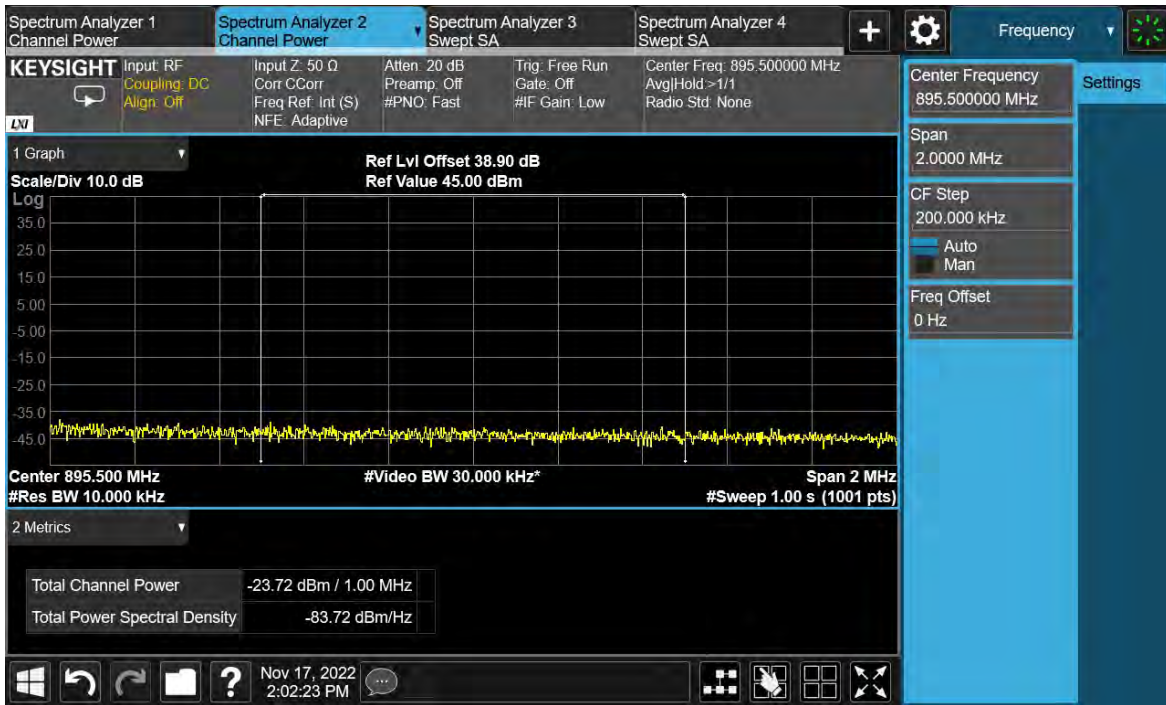 Spectrum Analyzer 1
Channel Power
Spectrum Analyzer 2
Channel Power
Spectrum Analyzer 3
Swept SA
Spectrum Analyzer 4
Swept SA
+
Frequency
KEYSIGHT
LXI
Input: RF
Coupling: DC
Align: Off
Input Z: 50 Ω
Corr CCorr
Freq Ref: Int (S)
NFE: Adaptive
Atten: 20 dB
Preamp: Off
#PNO: Fast
Trig: Free Run
Gate: Off
#IF Gain: Low
Center Freq: 895.500000 MHz
Avg|Hold:>1/1
Radio Std: None
Center Frequency
895.500000 MHz
Settings
Span
2.0000 MHz
CF Step
200.000 kHz
Auto
Man
Freq Offset
0 Hz
1 Graph
Scale/Div 10.0 dB
Ref Lvl Offset 38.90 dB
Ref Value 45.00 dBm
Log
35.0
25.0
15.0
5.00
-5.00
-15.0
-25.0
-35.0
-45.0
Center 895.500 MHz
#Video BW 30.000 kHz*
Span 2 MHz
#Res BW 10.000 kHz
#Sweep 1.00 s (1001 pts)
2 Metrics
Total Channel Power -23.72 dBm / 1.00 MHz
Total Power Spectral Density -83.72 dBm/Hz
?
Nov 17, 2022
2:02:23 PM